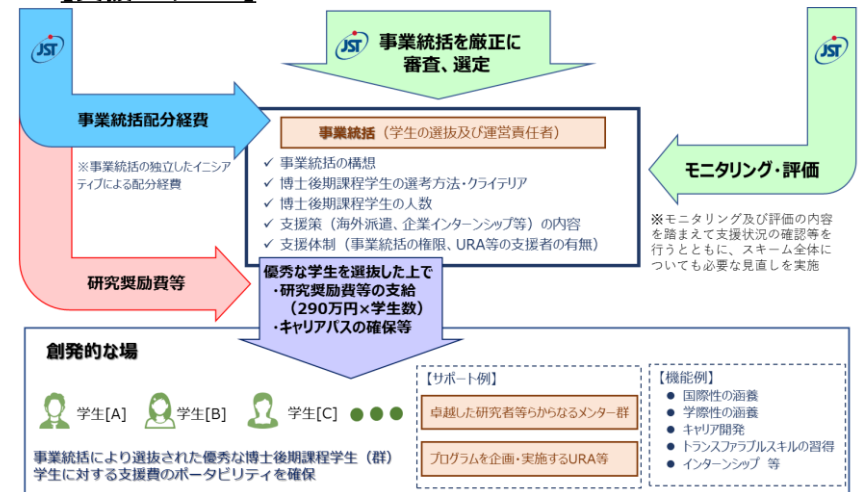 JST
JST 事業統括を厳正に
審査、選定
JST
事業統括配分経費
※事業統括の独立したイニシア
ティブによる配分経費
事業統括（学生の選抜及び運営責任者）
✓ 事業統括の構想
✓ 博士後期課程学生の選考方法・クライテリア
✓ 博士後期課程学生の人数
✓ 支援策（海外派遣、企業インターンシップ等）の内容
✓ 支援体制（事業統括の権限、URA等の支援者の有無）
モニタリング・評価
※モニタリング及び評価の内容
を踏まえて支援状況の確認等を
行うとともに、スキーム全体に
ついても必要な見直しを実施
研究奨励費等
優秀な学生を選抜した上で
・研究奨励費等の支給
（290万円×学生数）
・キャリアパスの確保等
創発的な場
学生[A] 学生[B] 学生[C] ●●●
事業統括により選抜された優秀な博士後期課程学生（群）
学生に対する支援費のポータビリティを確保
【サポート例】
卓越した研究者等らからなるメンター群
プログラムを企画・実施するURA等
【機能例】
● 国際性の涵養
● 学際性の涵養
● キャリア開発
● トランスファラブルスキルの習得
● インターンシップ 等